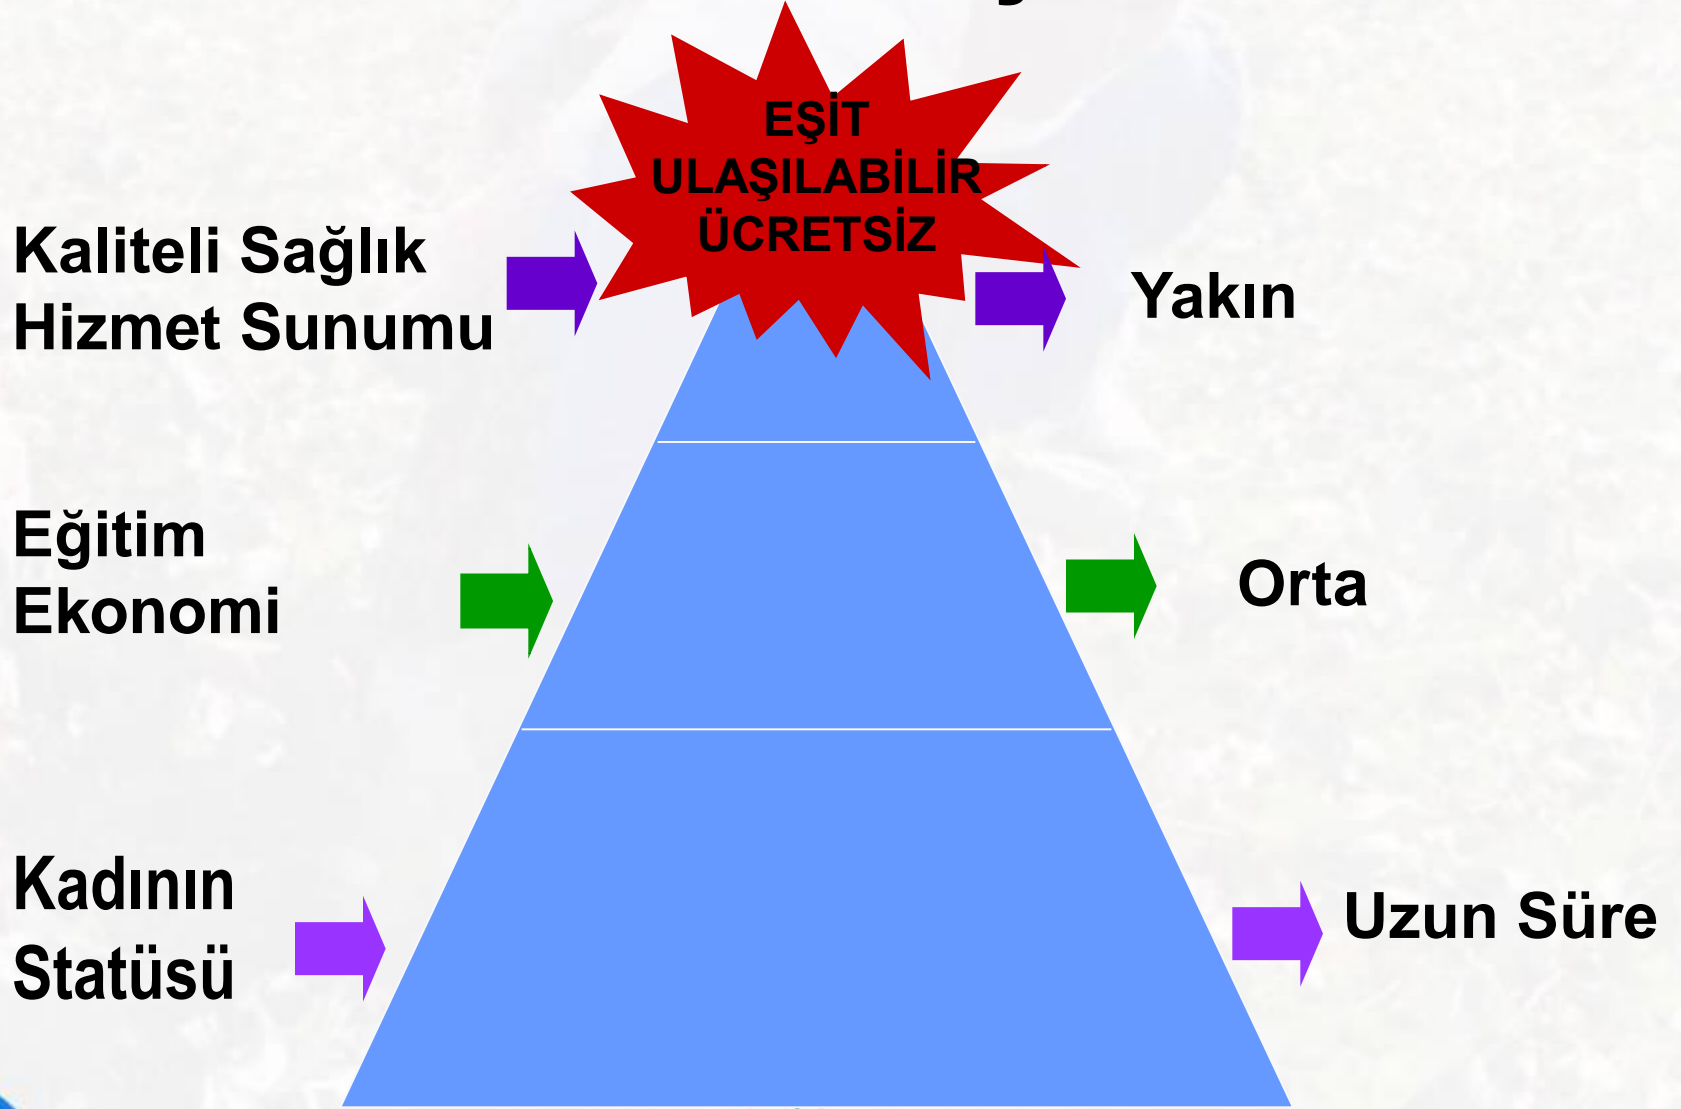 EŞİT
ULAŞILABİLİR
ÜCRETSİZ
Kaliteli Sağlık
Hizmet Sunumu
Yakın
Eğitim
Ekonomi
Orta
Kadının
Statüsü
Uzun Süre